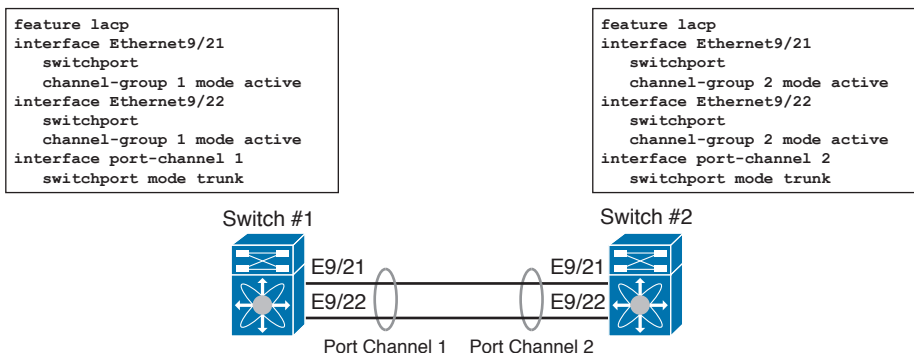 feature lacp
interface Ethernet9/21
switchport
channel-group 1 mode active
interface Ethernet9/22
switchport
channel-group 1 mode active
interface port-channel 1
switchport mode trunk
feature lacp
interface Ethernet9/21
switchport
channel-group 2 mode active
interface Ethernet9/22
switchport
channel-group 2 mode active
interface port-channel 2
switchport mode trunk
Switch #1
Switch #2
E9/21
E9/21
E9/22
E9/22
Port Channel 1
Port Channel 2